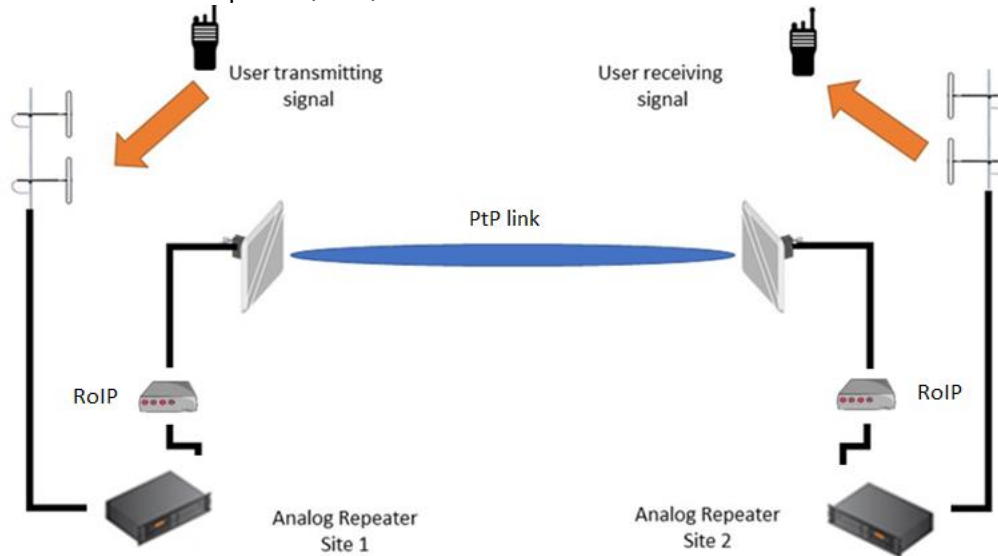 User transmitting
signal
User receiving
signal
PtP link
RoIP
RoIP
Analog Repeater
Site 1
Analog Repeater
Site 2